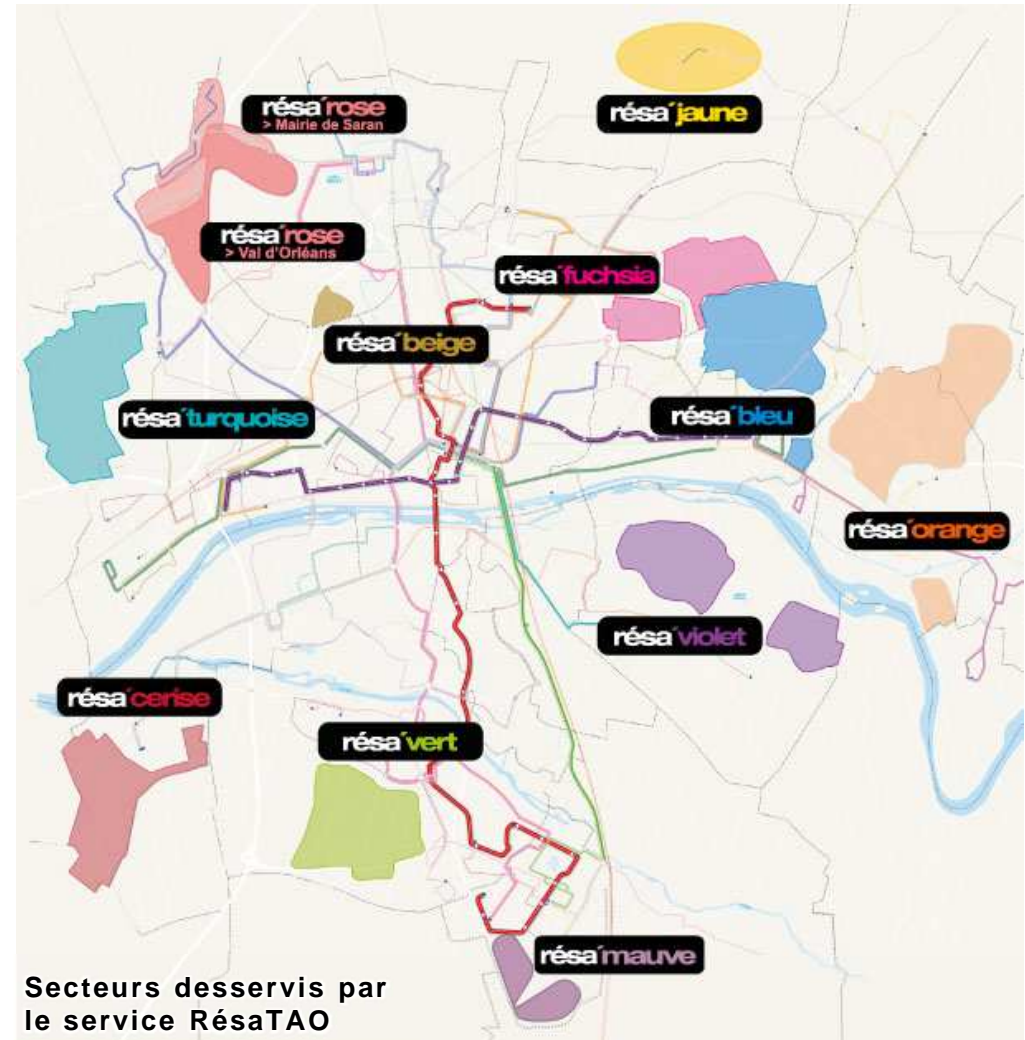 résa'rose
> Mairie de Saran
résa'jaune
résa'rose
> Val d'Orléans
résa'fuchsia
résa'beige
résa'turquoise
résa'bleu
résa'orange
résa'violet
résa'cerise
résa'vert
résa'mauve
Secteurs desservis par
le service RésaTAO